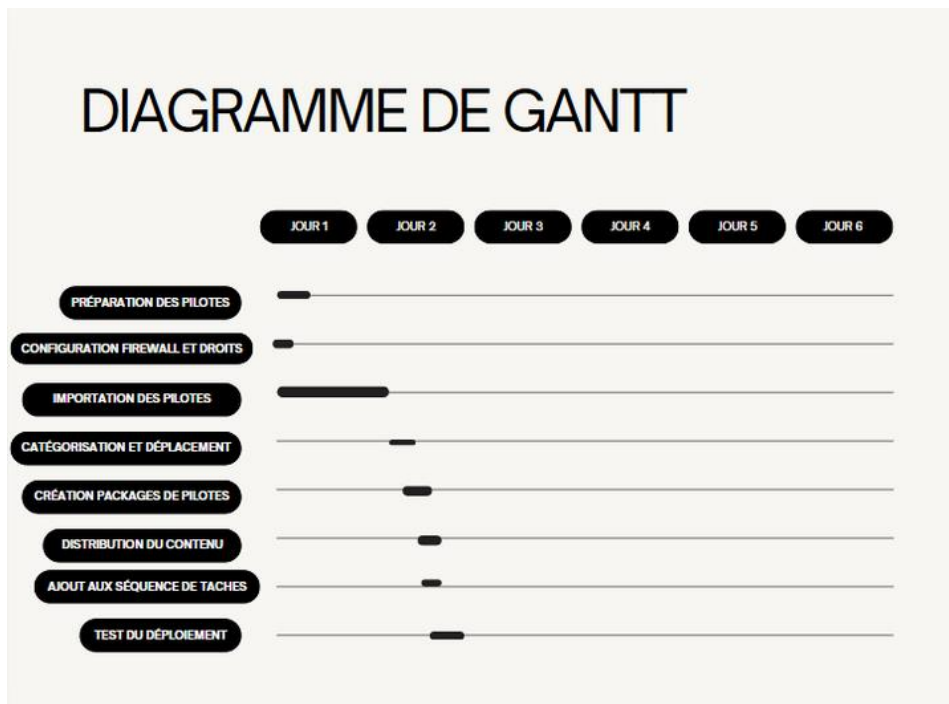 DIAGRAMME DE GANTT
JOUR 1
JOUR 2
JOUR 3
JOUR 4
JOUR 5
JOUR 6
PRÉPARATION DES PILOTES
CONFIGURATION FIREWALL ET DROITS
IMPORTATION DES PILOTES
CATÉGORISATION ET DÉPLACEMENT
CRÉATION PACKAGES DE PILOTES
DISTRIBUTION DU CONTENU
AJOUT AUX SÉQUENCE DE TACHES
TEST DU DÉPLOIEMENT